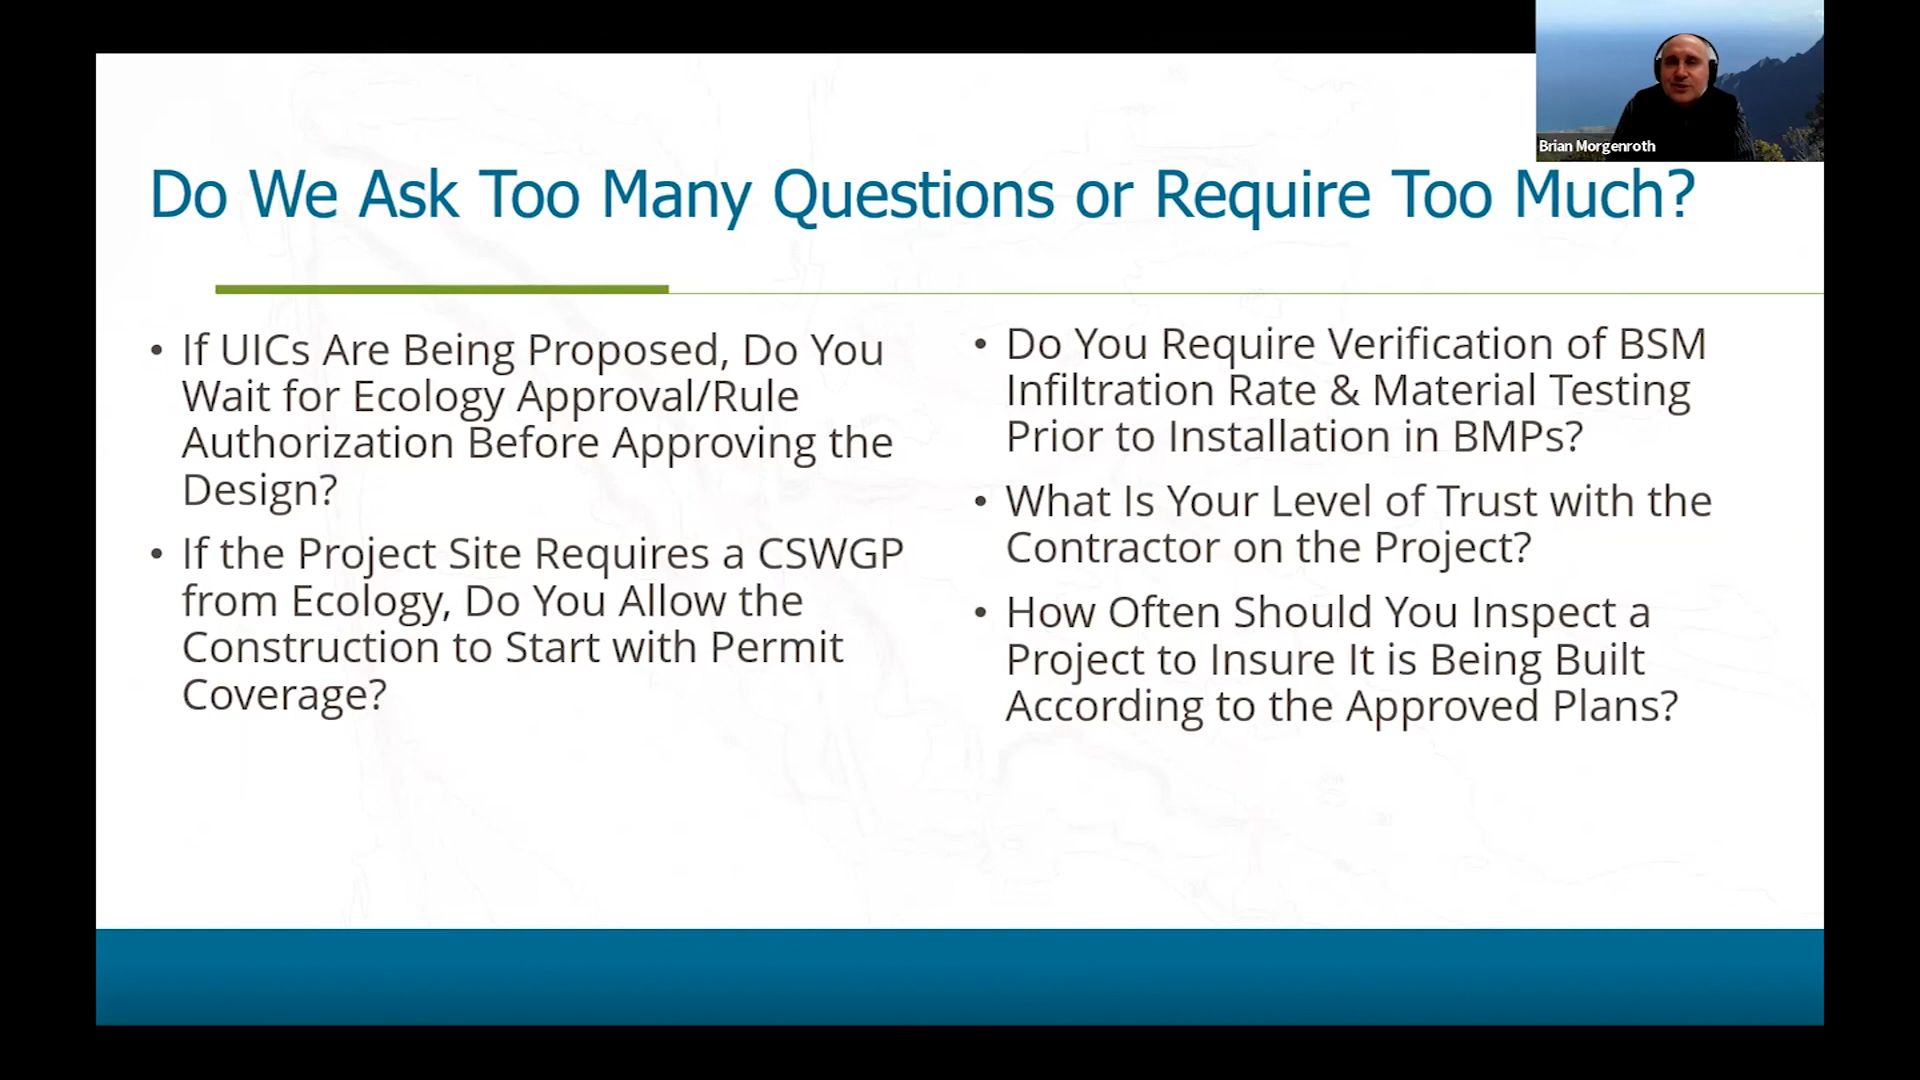 Brian Morgenroth
Do We Ask Too Many Questions or Require Too Much?
• If UICs Are Being Proposed, Do You
Wait for Ecology Approval/Rule
Authorization Before Approving the
Design?
• If the Project Site Requires a CSWGP
from Ecology, Do You Allow the
Construction to Start with Permit
Coverage?
• Do You Require Verification of BSM
Infiltration Rate & Material Testing
Prior to Installation in BMPs?
• What Is Your Level of Trust with the
Contractor on the Project?
• How Often Should You Inspect a
Project to Insure It is Being Built
According to the Approved Plans?